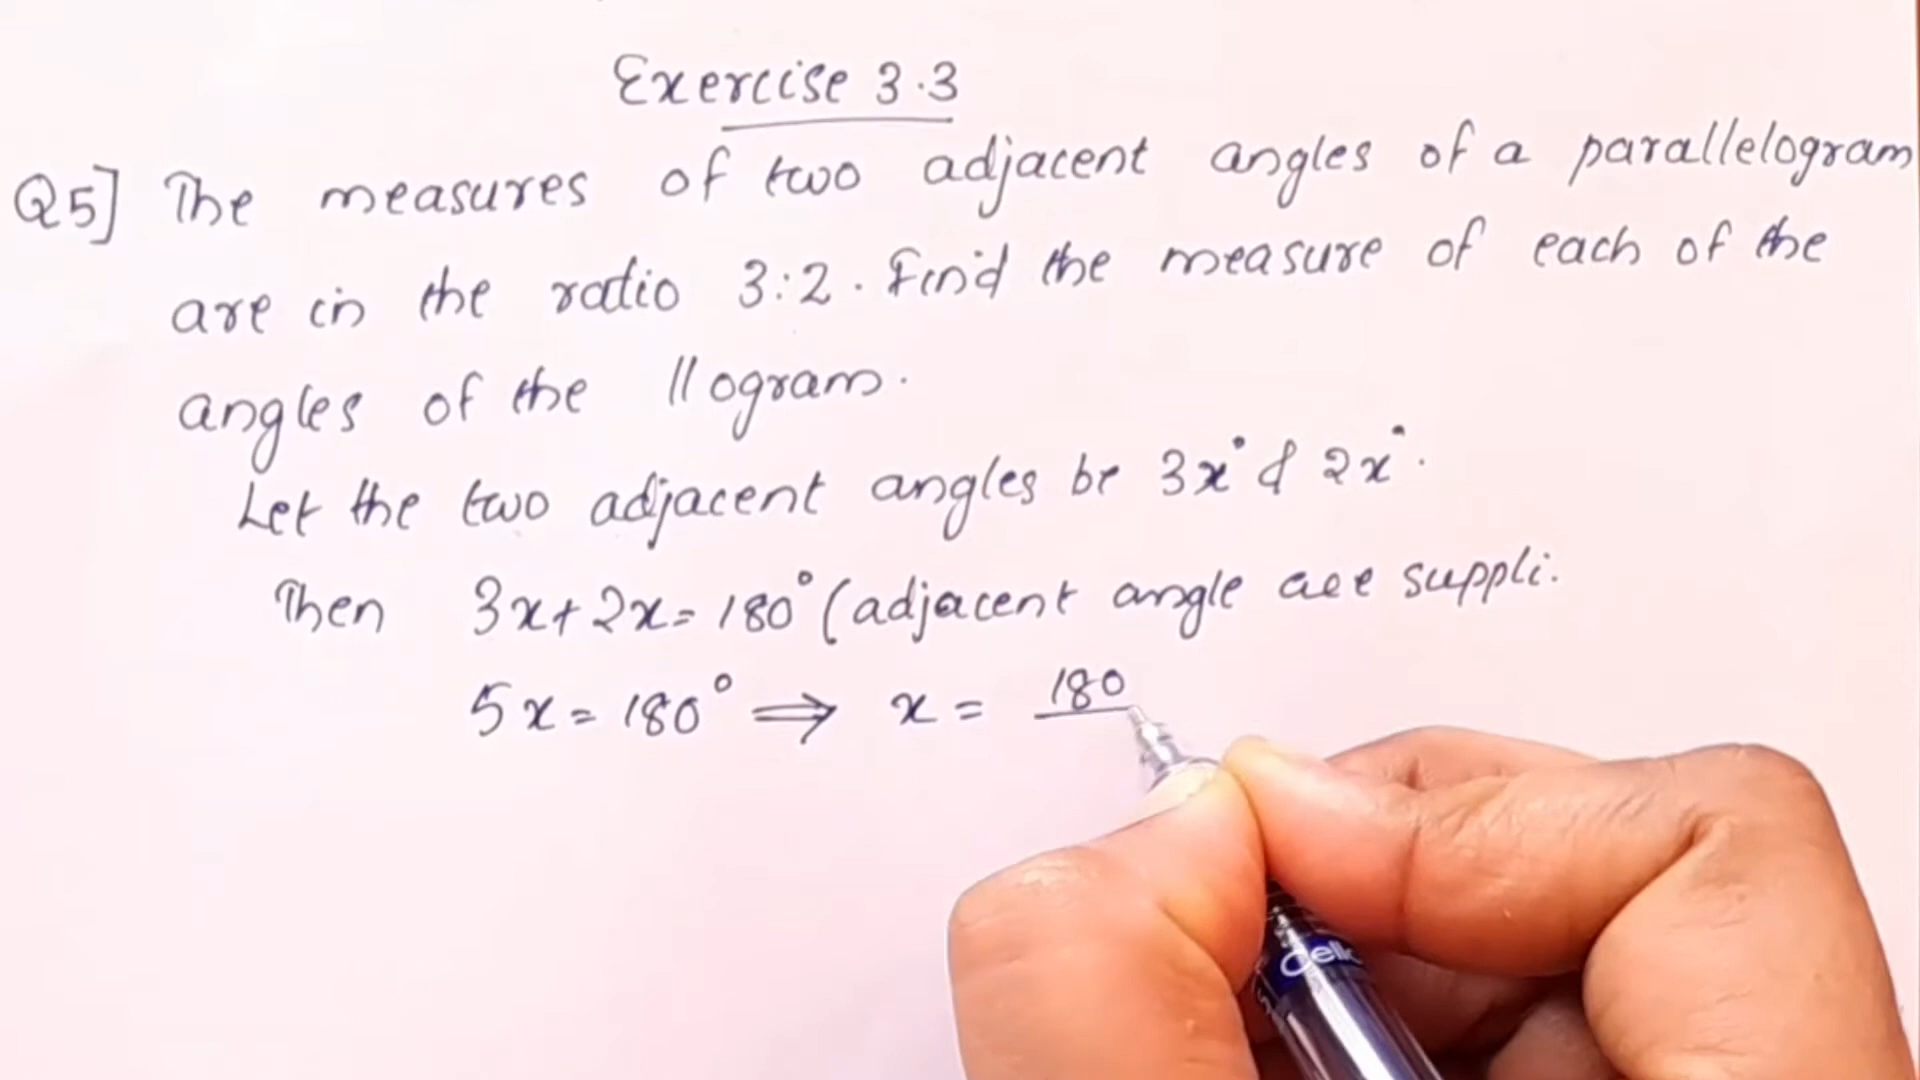 Exercise 3.3
Q5] The measures of two adjacent angles of a parallelogram
are in the ratio 3:2. Find the measure of each of the
angles of the llogram.
Let the two adjacent angles be 3x° & 2x°.
Then 3x+2x=180° (adjacent angle are suppli.
5x=180° ⟹ x = 180
Cello